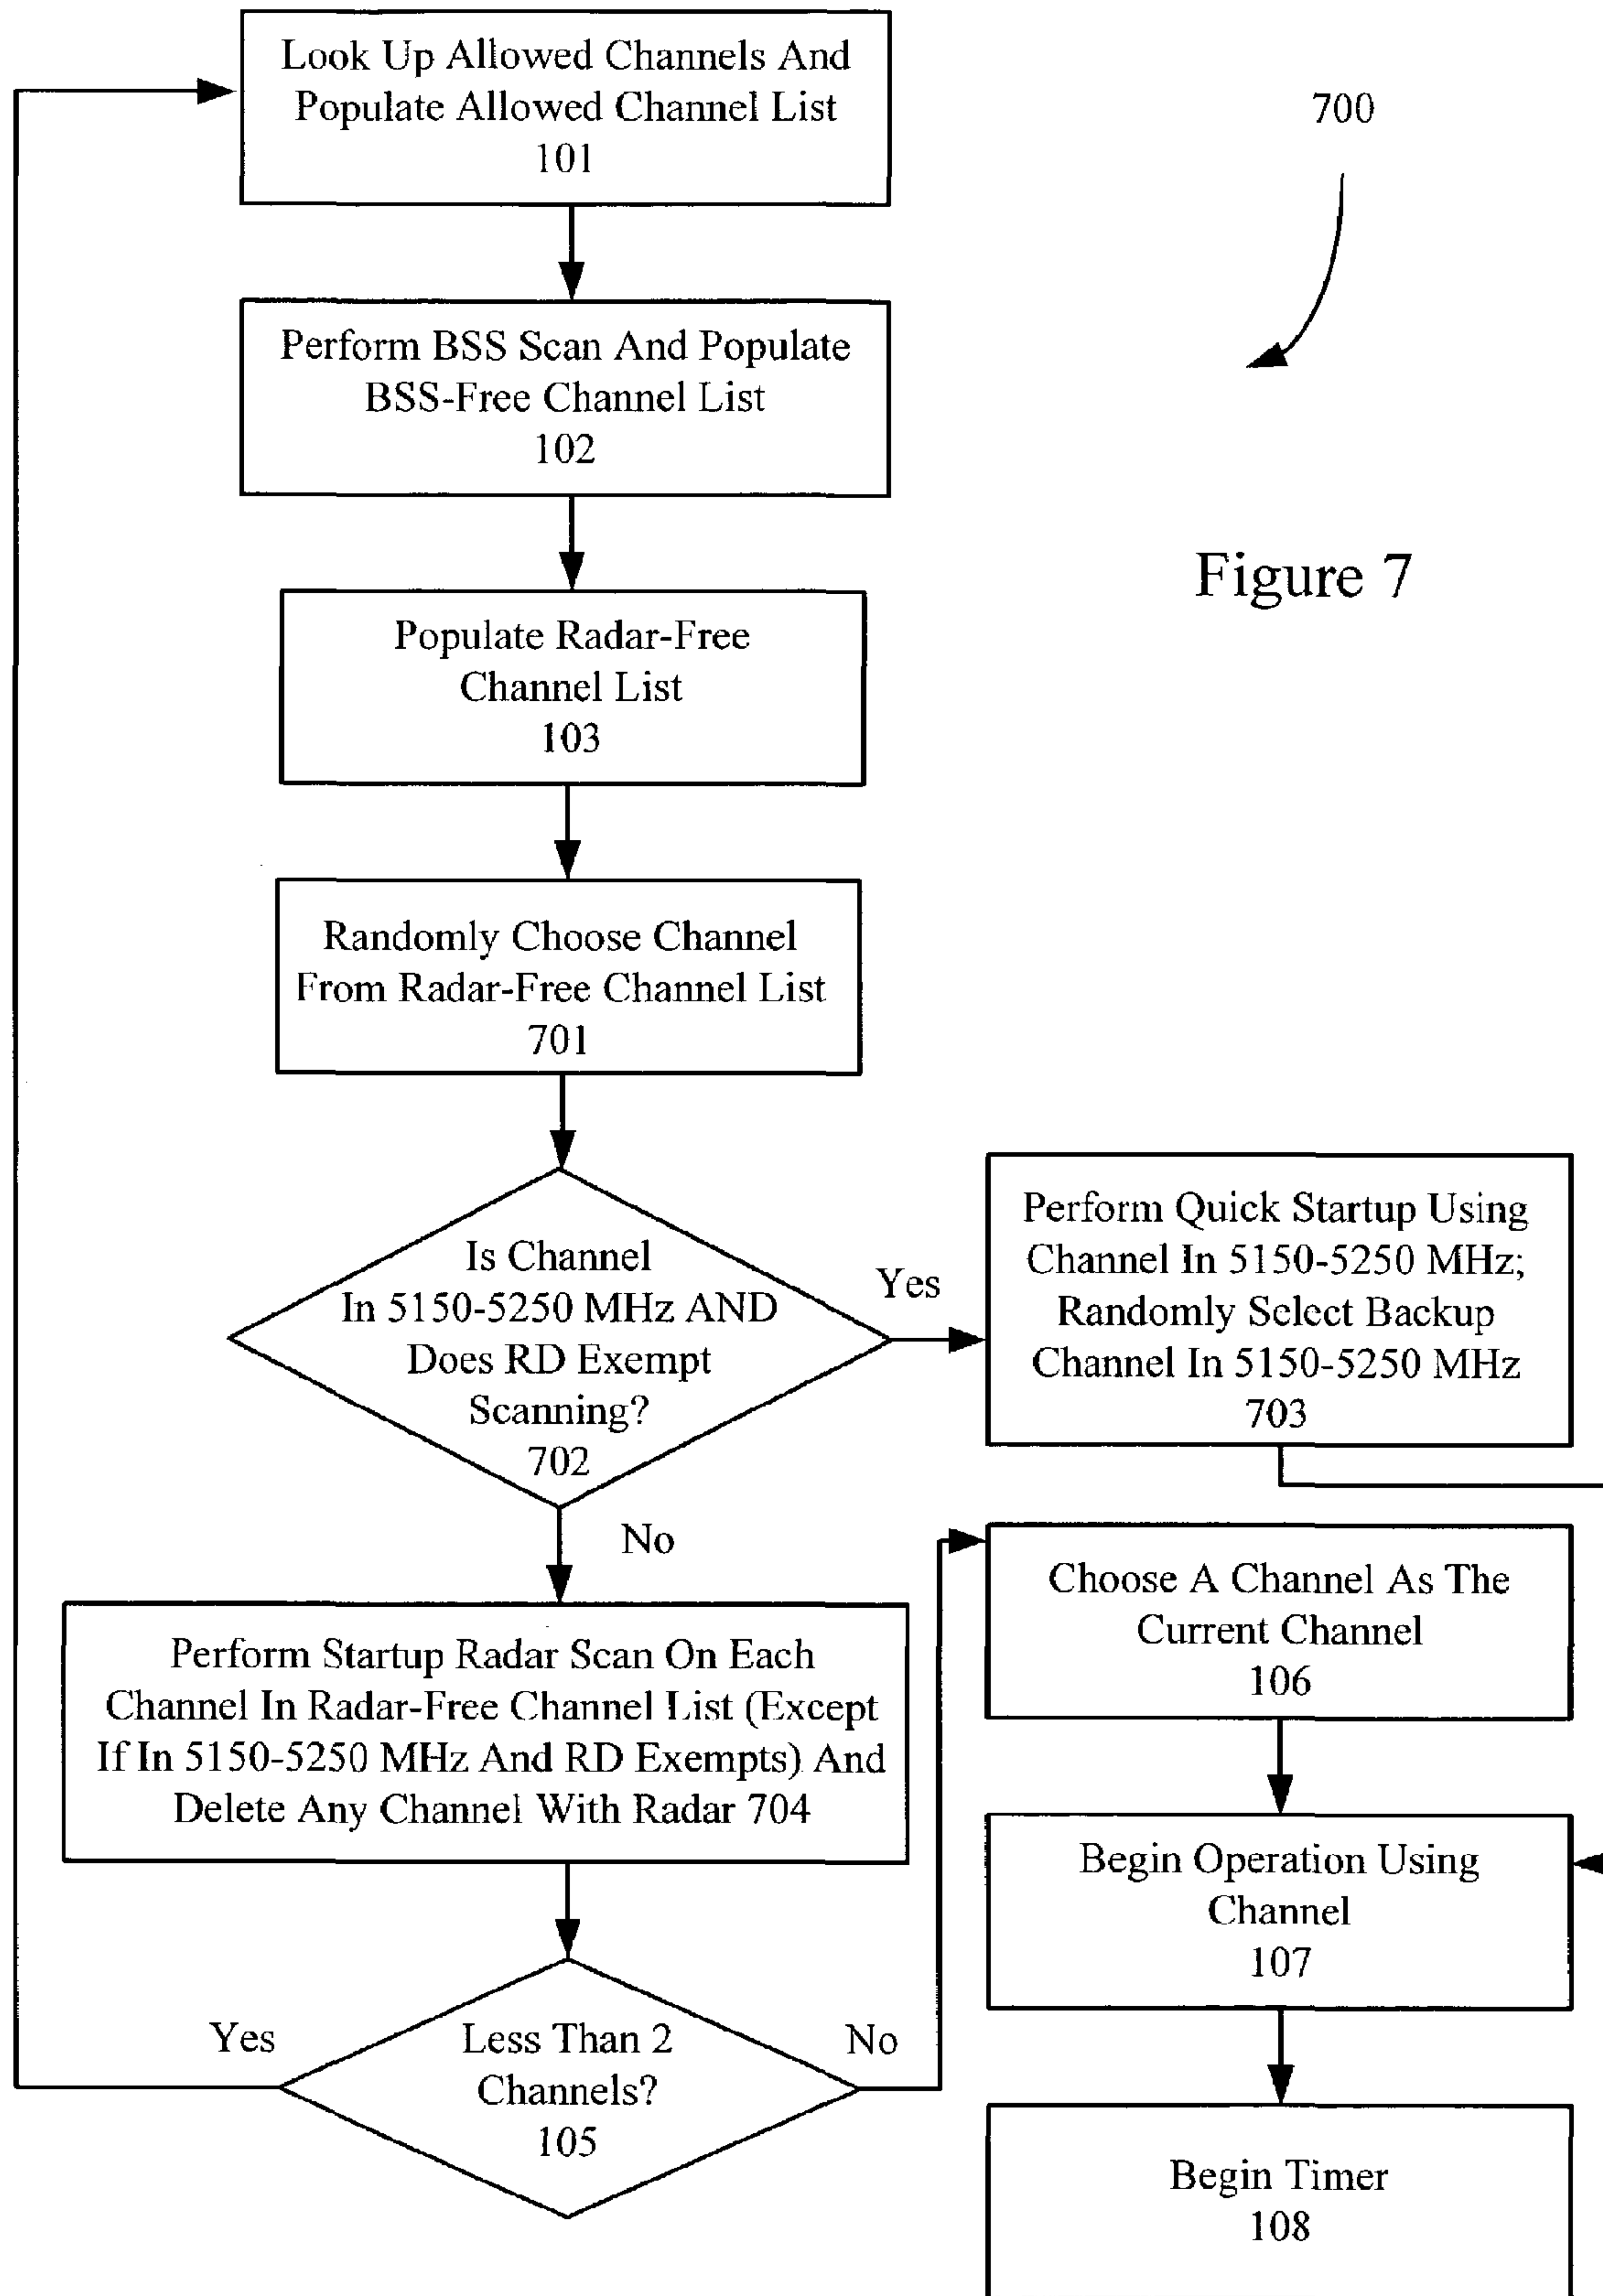 Look Up Allowed Channels And
Populate Allowed Channel List
101
700
Perform BSS Scan And Populate
BSS-Free Channel List
102
Figure 7
Populate Radar-Free
Channel List
103
Randomly Choose Channel
From Radar-Free Channel List
701
Is Channel
In 5150-5250 MHz AND
Does RD Exempt
Scanning?
702
Yes
Perform Quick Startup Using
Channel In 5150-5250 MHz;
Randomly Select Backup
Channel In 5150-5250 MHz
703
No
Perform Startup Radar Scan On Each
Channel In Radar-Free Channel List (Except
If In 5150-5250 MHz And RD Exempts) And
Delete Any Channel With Radar 704
Less Than 2
Channels?
105
Yes
No
Choose A Channel As The
Current Channel
106
Begin Operation Using
Channel
107
Begin Timer
108